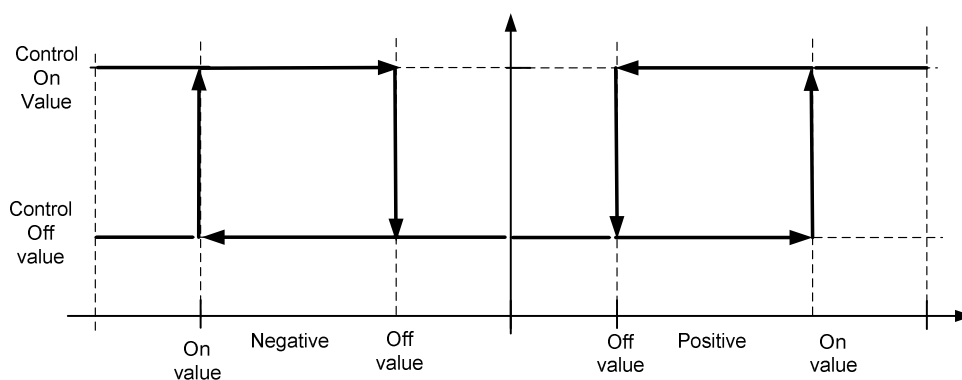 Control
On
Value
Control
Off
value
On
value
Negative
Off
value
Off
value
Positive
On
value